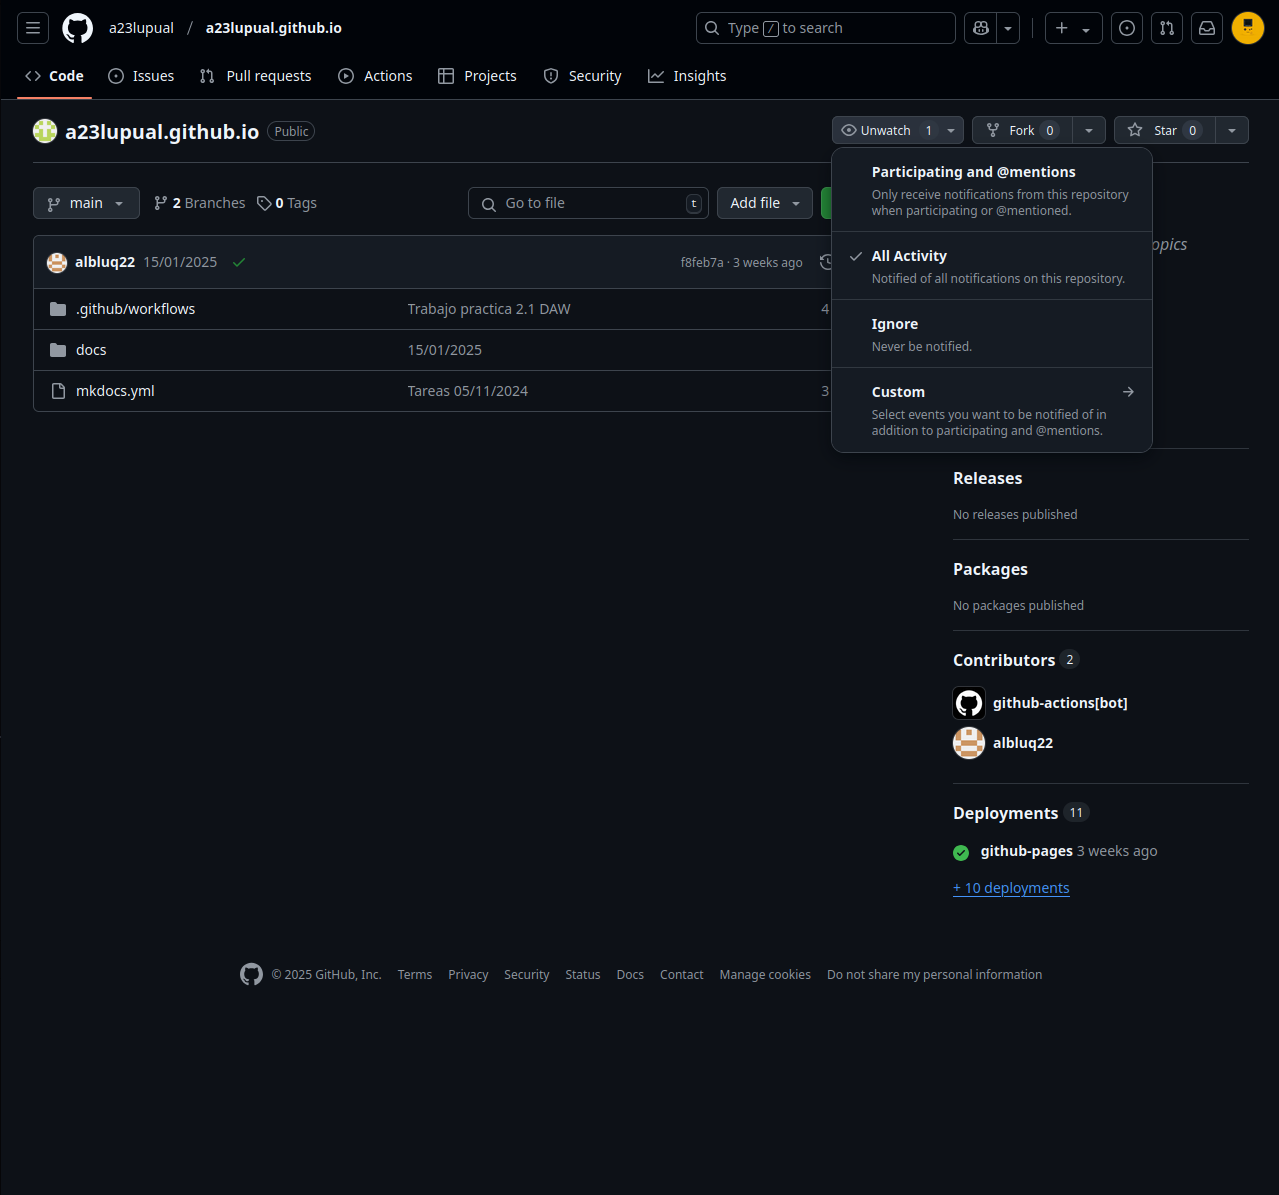 a23lupual / a23lupual.github.io
Type / to search
Code Issues Pull requests Actions Projects Security Insights
a23lupual.github.io Public
Unwatch 1 Fork 0 Star 0
Participating and @mentions
Only receive notifications from this repository
when participating or @mentioned.
All Activity
Notified of all notifications on this repository.
Ignore
Never be notified.
Custom
Select events you want to be notified of in
addition to participating and @mentions.
main 2 Branches 0 Tags
Go to file t
Add file
opics
albluq22 15/01/2025
f8feb7a · 3 weeks ago
.github/workflows Trabajo practica 2.1 DAW 4
docs 15/01/2025
mkdocs.yml Tareas 05/11/2024 3
Releases
No releases published
Packages
No packages published
Contributors 2
github-actions[bot]
albluq22
Deployments 11
github-pages 3 weeks ago
+ 10 deployments
© 2025 GitHub, Inc. Terms Privacy Security Status Docs Contact Manage cookies Do not share my personal information